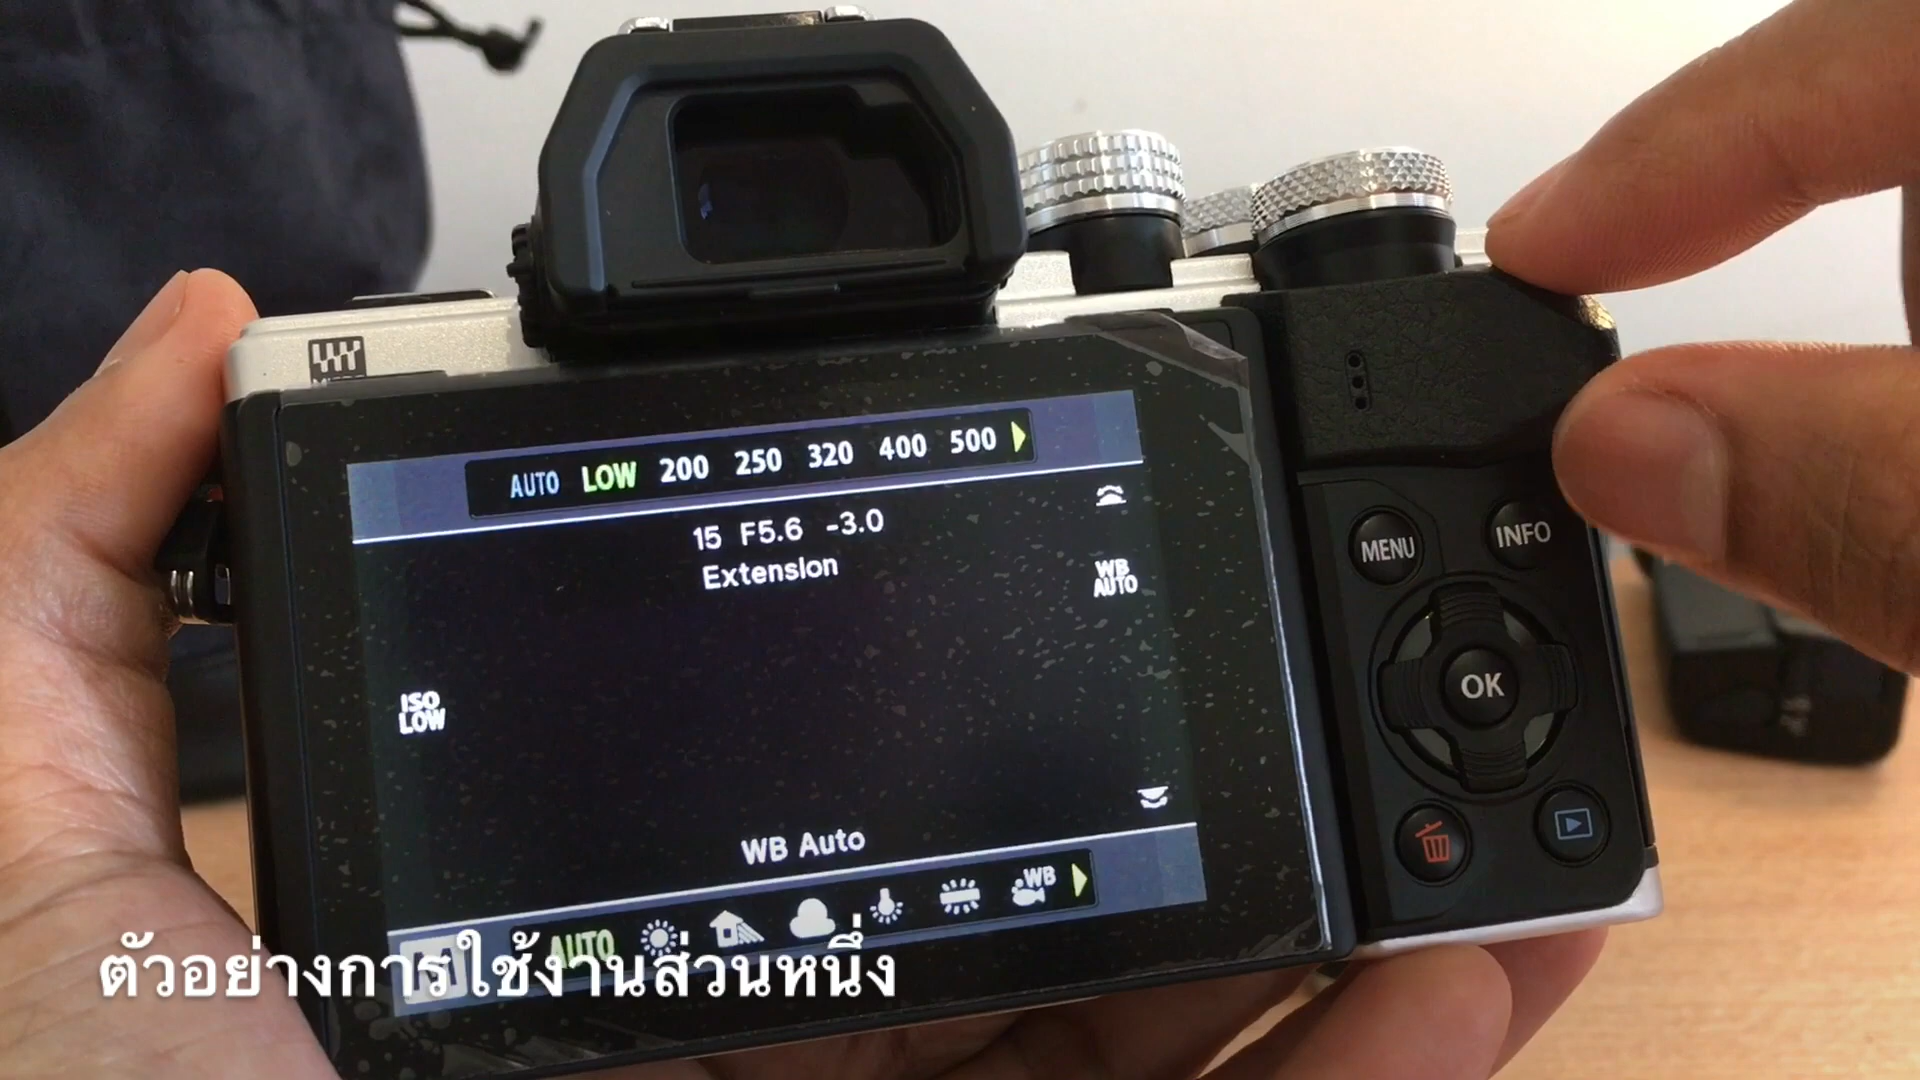 AUTO LOW 200 250 320 400 500
15 F5.6 -3.0
Extension
WB
AUTO
MENU
INFO
ISO
LOW
OK
WB Auto
AUTO
WB
M
ตัวอย่างการใช้งานส่วนหนึ่ง